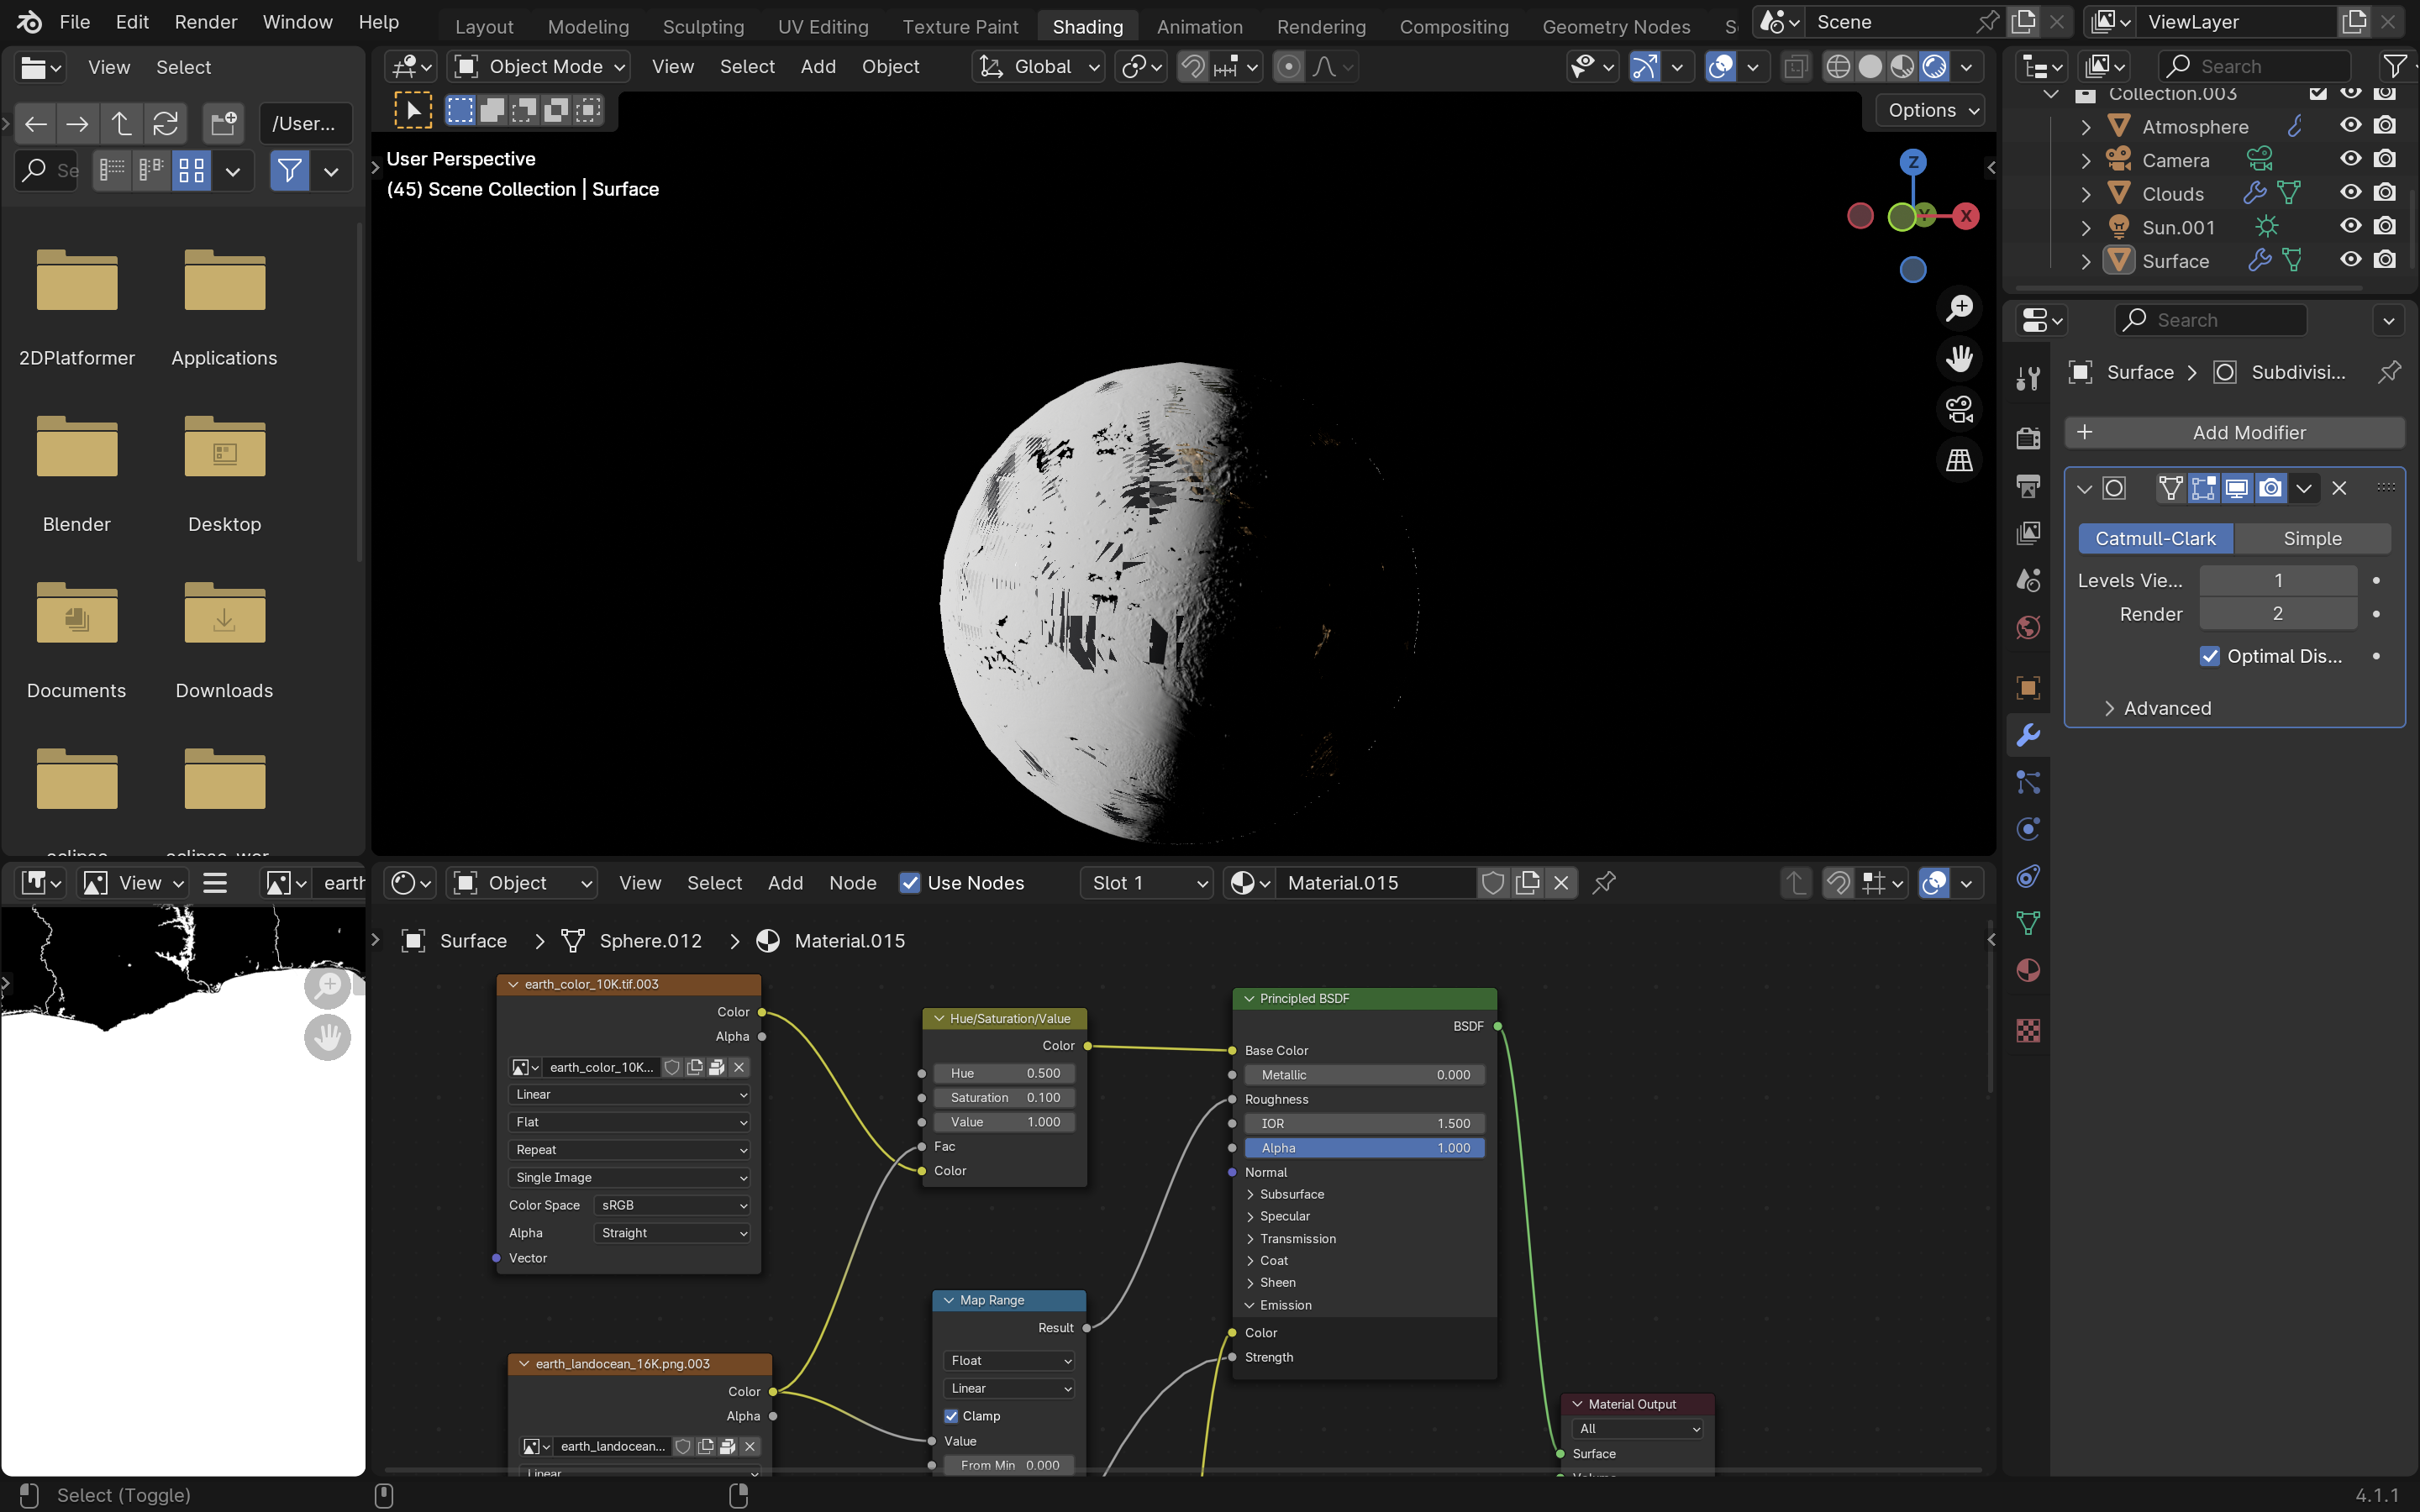 File Edit Render Window Help
Layout Modeling Sculpting UV Editing Texture Paint Shading Animation Rendering Compositing Geometry Nodes
Scene
ViewLayer
View Select
Object Mode View Select Add Object
Global
Search
/User...
Options
Se
User Perspective
(45) Scene Collection | Surface
Z
Y
X
Collection.003
Atmosphere
Camera
Clouds
Sun.001
Surface
2DPlatformer Applications
Blender Desktop
Documents Downloads
Search
Surface > Subdivisi...
Add Modifier
Catmull-Clark Simple
Levels Vie... 1
Render 2
Optimal Dis...
Advanced
View earth
Object View Select Add Node Use Nodes Slot 1 Material.015
Surface > Sphere.012 > Material.015
earth_color_10K.tif.003
Color
Alpha
earth_color_10K...
Linear
Flat
Repeat
Single Image
Color Space sRGB
Alpha Straight
Vector
Hue/Saturation/Value
Color
Hue 0.500
Saturation 0.100
Value 1.000
Fac
Color
Principled BSDF
BSDF
Base Color
Metallic 0.000
Roughness
IOR 1.500
Alpha 1.000
Normal
Subsurface
Specular
Transmission
Coat
Sheen
Emission
Color
Strength
Map Range
Result
Float
Linear
Clamp
Value
From Min 0.000
earth_landocean_16K.png.003
Color
Alpha
earth_landocean...
Linear
Material Output
All
Surface
Select (Toggle)
4.1.1